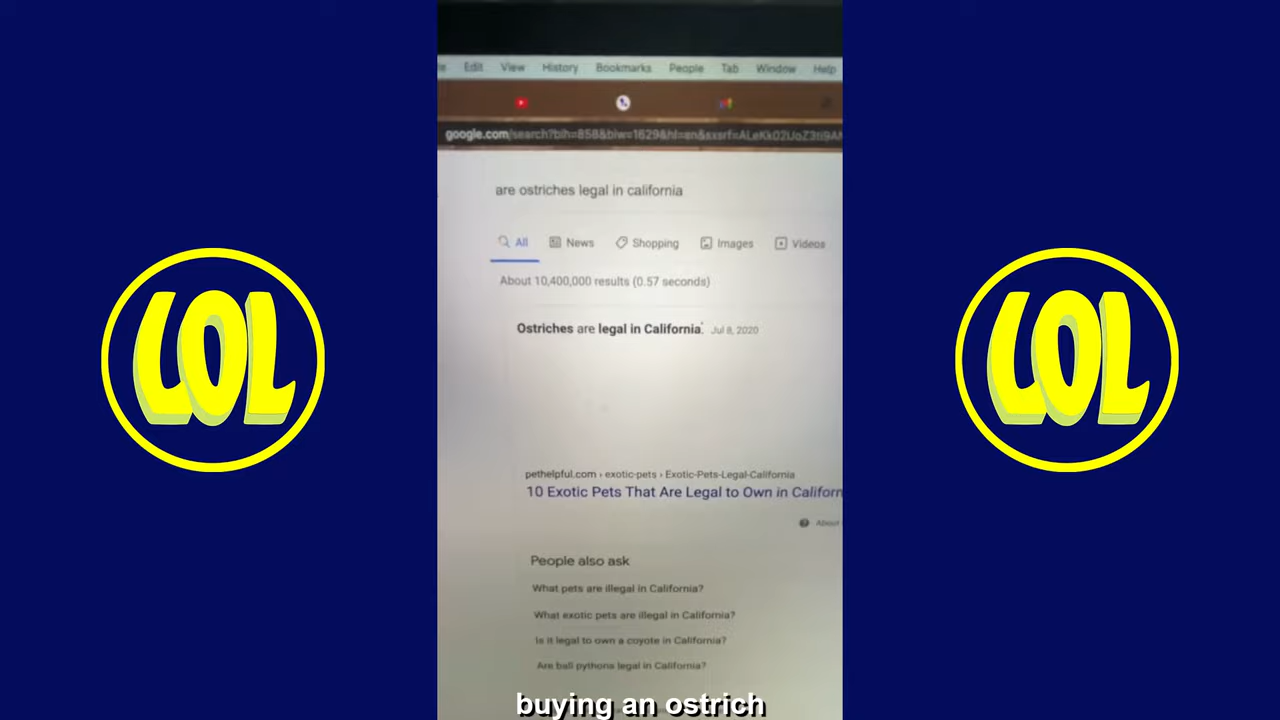 Edit View History Bookmarks People Tab Window Help
are ostriches legal in california
All News Shopping Images Videos
About 10,400,000 results (0.57 seconds)
Ostriches are legal in California. Jul 8, 2020
pethelpful.com › exotic-pets › Exotic-Pets-Legal-California
10 Exotic Pets That Are Legal to Own in Californ
About
People also ask
What pets are illegal in California?
What exotic pets are illegal in California?
Is it legal to own a coyote in California?
Are ball pythons legal in California?
buying an ostrich
LOL
LOL